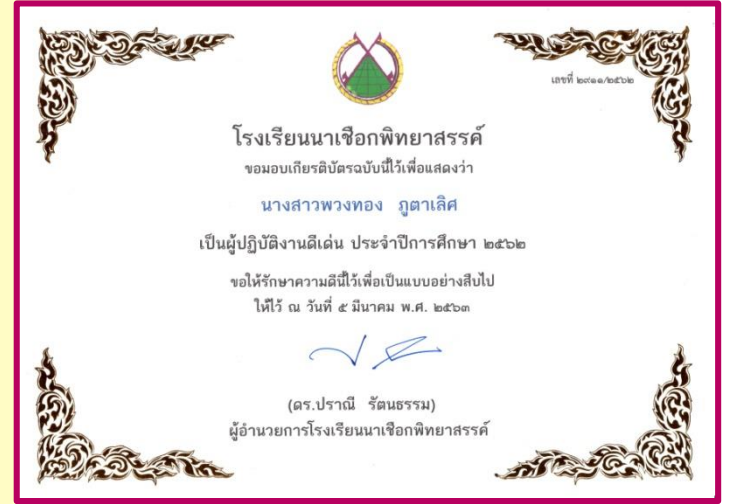 เลขที่ ๒๙๑๑/๒๕๖๒
โรงเรียนนาเชือกพิทยาสรรค์
ขอมอบเกียรติบัตรฉบับนี้ไว้เพื่อแสดงว่า
นางสาวพวงทอง ภูตาเลิศ
เป็นผู้ปฏิบัติงานดีเด่น ประจำปีการศึกษา ๒๕๖๒
ขอให้รักษาความดีนี้ไว้เพื่อเป็นแบบอย่างสืบไป
ให้ไว้ ณ วันที่ ๕ มีนาคม พ.ศ. ๒๕๖๓
(ดร.ปราณี รัตนธรรม)
ผู้อำนวยการโรงเรียนนาเชือกพิทยาสรรค์